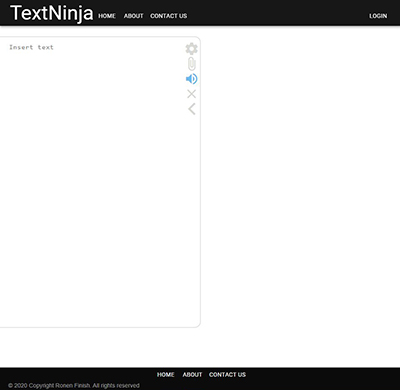 TextNinja HOME ABOUT CONTACT US LOGIN
Insert text
HOME ABOUT CONTACT US
© 2020 Copyright Ronen Finish. All rights reserved